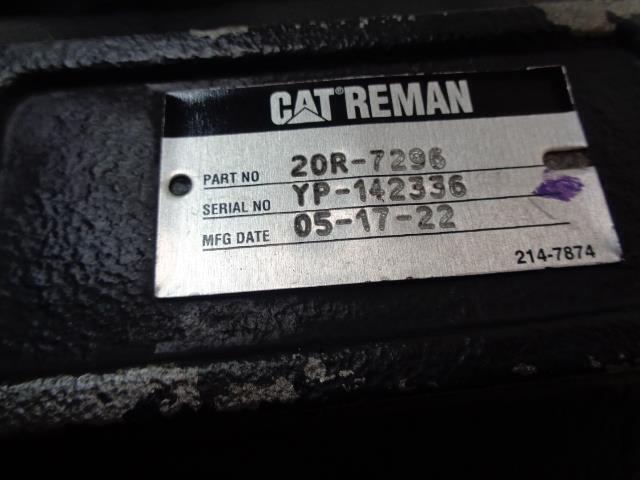 CAT® REMAN
PART NO 20R-7296
SERIAL NO YP-142336
MFG DATE 05-17-22
214-7874